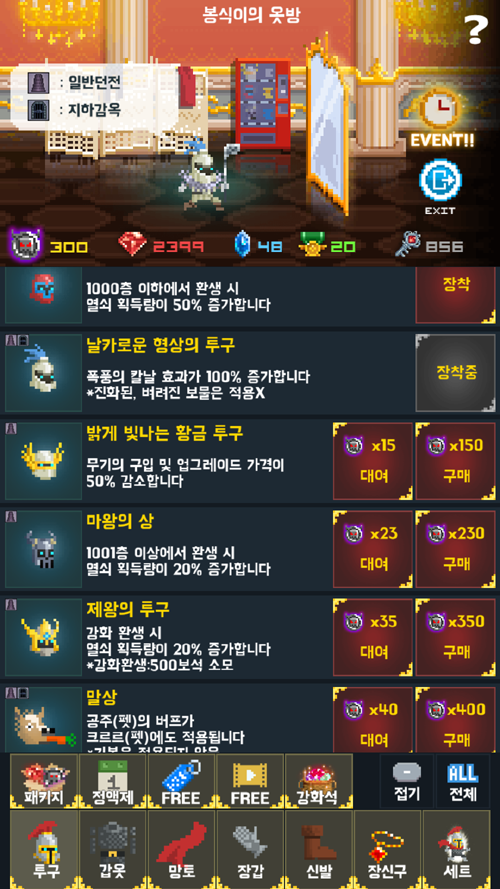 봉식이의 옷방
?
: 일반던전
: 지하감옥
EVENT!!
EXIT
300
2399
48
20
856
1000층 이하에서 환생 시
열쇠 획득량이 50% 증가합니다
장착
날카로운 형상의 투구
폭풍의 칼날 효과가 100% 증가합니다
*진화된, 벼려진 보물은 적용X
장착중
밝게 빛나는 황금 투구
무기의 구입 및 업그레이드 가격이
50% 감소합니다
x15
대여
x150
구매
마왕의 상
1001층 이상에서 환생 시
열쇠 획득량이 20% 증가합니다
x23
대여
x230
구매
제왕의 투구
강화 환생 시
열쇠 획득량이 20% 증가합니다
*강화환생:500보석 소모
x35
대여
x350
구매
말상
공주(펫)의 버프가
크르르(펫)에도 적용됩니다
x40
대여
x400
구매
패키지
1
정액제
FREE
FREE
강화석
접기
ALL
전체
투구
갑옷
망토
장갑
신발
장신구
세트